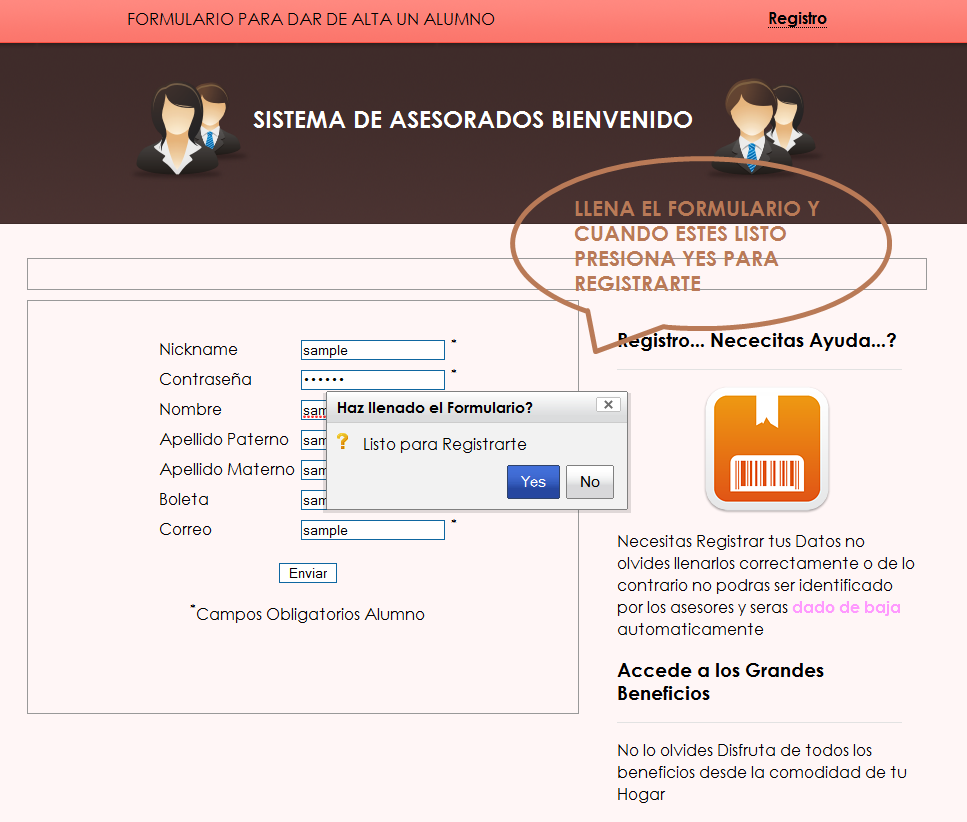 FORMULARIO PARA DAR DE ALTA UN ALUMNO
Registro
SISTEMA DE ASESORADOS BIENVENIDO
LLENA EL FORMULARIO Y
CUANDO ESTES LISTO
PRESIONA YES PARA
REGISTRARTE
Nickname sample *
Contraseña •••••• *
Nombre sam
Apellido Paterno sam
Apellido Materno sam
Boleta sam
Correo sample *
Enviar
*Campos Obligatorios Alumno
Haz llenado el Formulario?
? Listo para Registrarte
Yes No
Registro... Nececitas Ayuda...?
Necesitas Registrar tus Datos no
olvides llenarlos correctamente o de lo
contrario no podras ser identificado
por los asesores y seras dado de baja
automaticamente
Accede a los Grandes
Beneficios
No lo olvides Disfruta de todos los
beneficios desde la comodidad de tu
Hogar